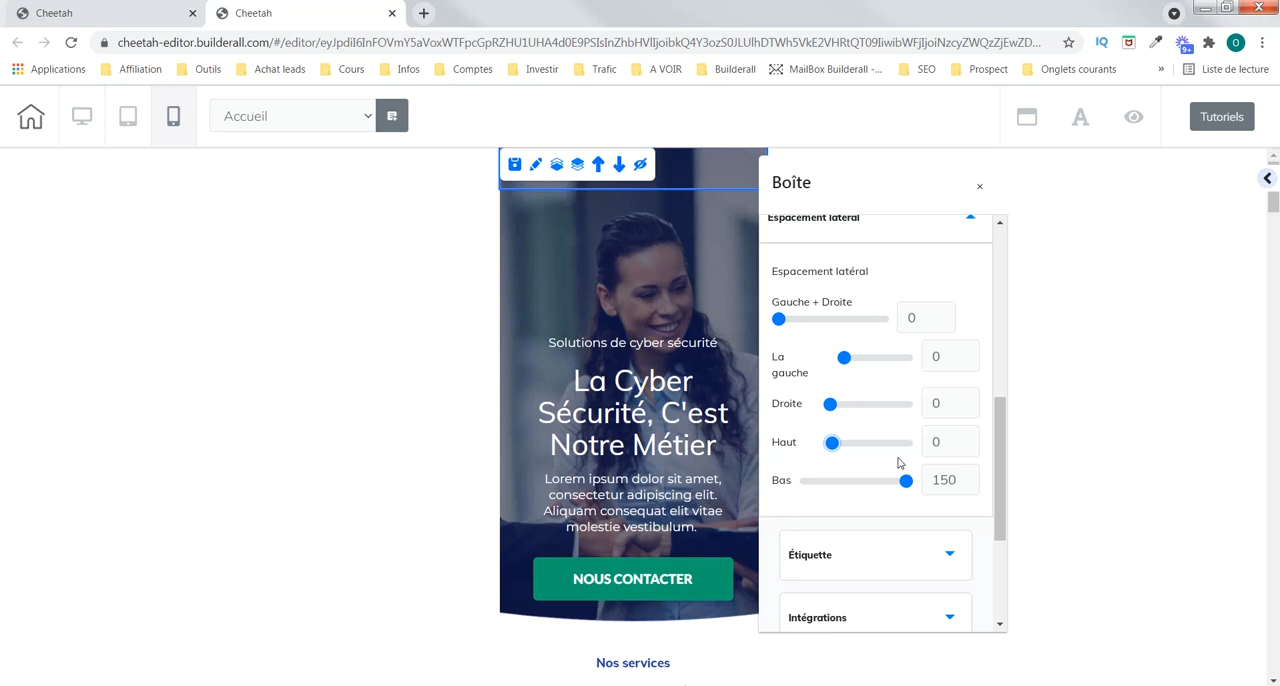 Cheetah
Cheetah
cheetah-editor.builderall.com/#/editor/
Applications
Affiliation
Outils
Achat leads
Cours
Infos
Comptes
Investir
Trafic
A VOIR
Builderall
MailBox Builderall -...
SEO
Prospect
Onglets courants
»
Liste de lecture
IQ
9+
O
Accueil
A
Tutoriels
Boîte
×
Espacement latéral
Espacement latéral
Gauche + Droite
0
La
gauche
0
Droite
0
Haut
0
Bas
150
Étiquette
Intégrations
Solutions de cyber sécurité
La Cyber
Sécurité, C'est
Notre Métier
Lorem ipsum dolor sit amet,
consectetur adipiscing elit.
Aliquam consequat elit vitae
molestie vestibulum.
NOUS CONTACTER
Nos services